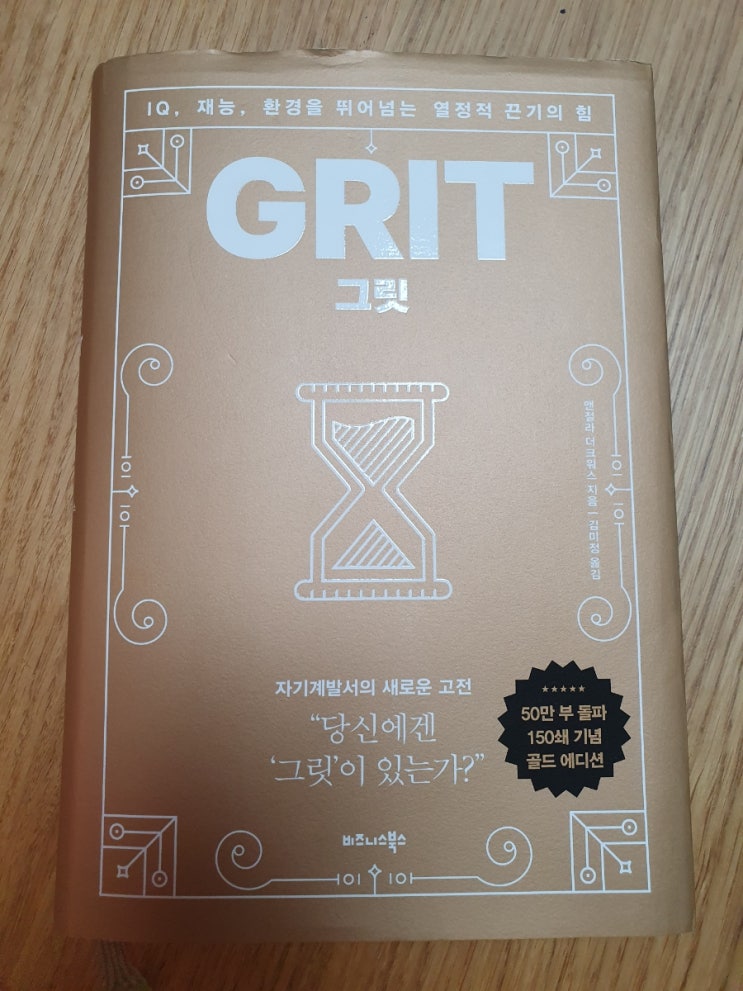 IQ, 재능, 환경을 뛰어넘는 열정적 끈기의 힘
GRIT
그릿
앤절라 더크워스 지음 | 김미정 옮김
자기계발서의 새로운 고전
“당신에겐
‘그릿’이 있는가?”
★★★★★
50만 부 돌파
150쇄 기념
골드 에디션
비즈니스북스